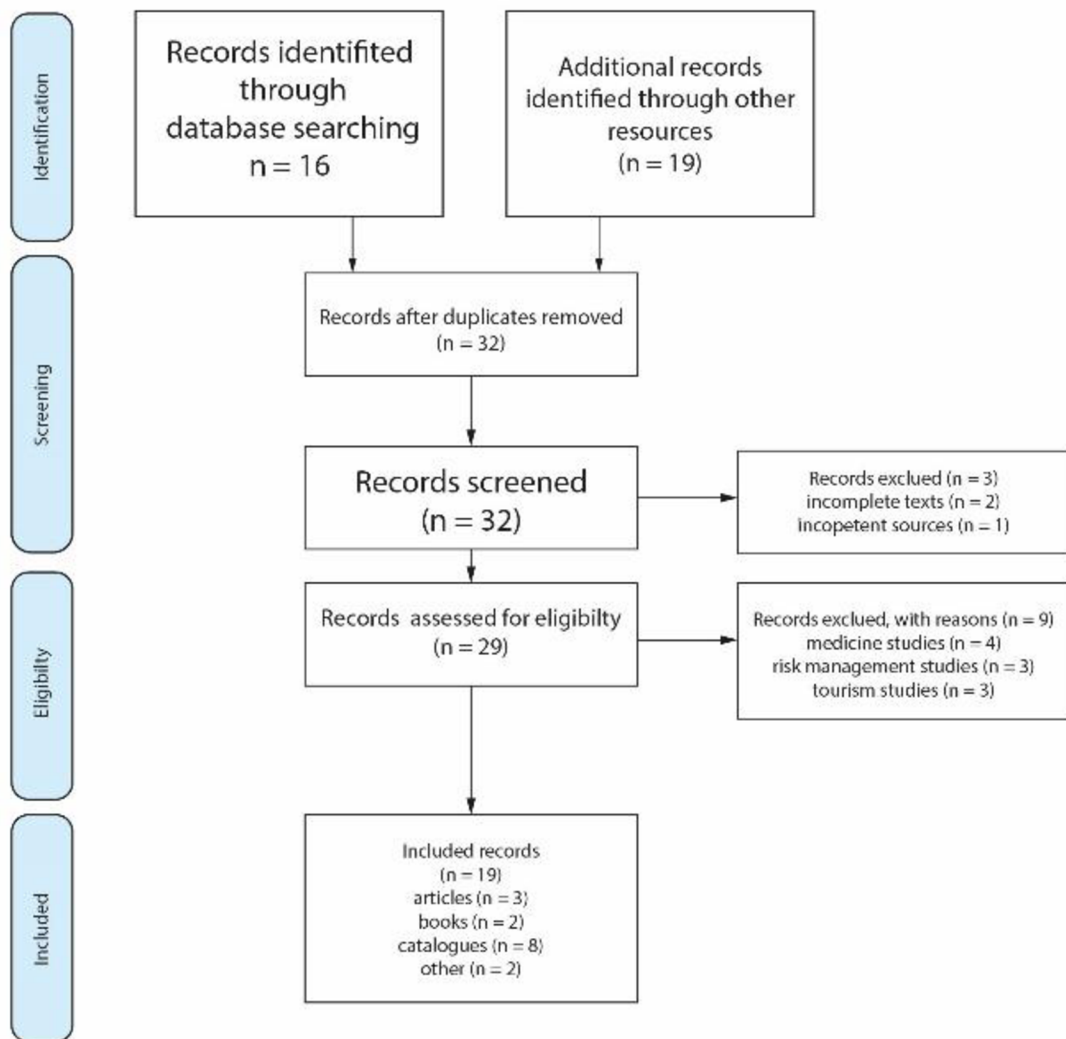 Identification
Records identifited
through
database searching
n = 16
Additional records
identified through other
resources
(n = 19)
Screening
Records after duplicates removed
(n = 32)
Records screened
(n = 32)
Records exclued (n = 3)
incomplete texts (n = 2)
incopetent sources (n = 1)
Eligibilty
Records assessed for eligibilty
(n = 29)
Records exclued, with reasons (n = 9)
medicine studies (n = 4)
risk management studies (n = 3)
tourism studies (n = 3)
Included
Included records
(n = 19)
articles (n = 3)
books (n = 2)
catalogues (n = 8)
other (n = 2)